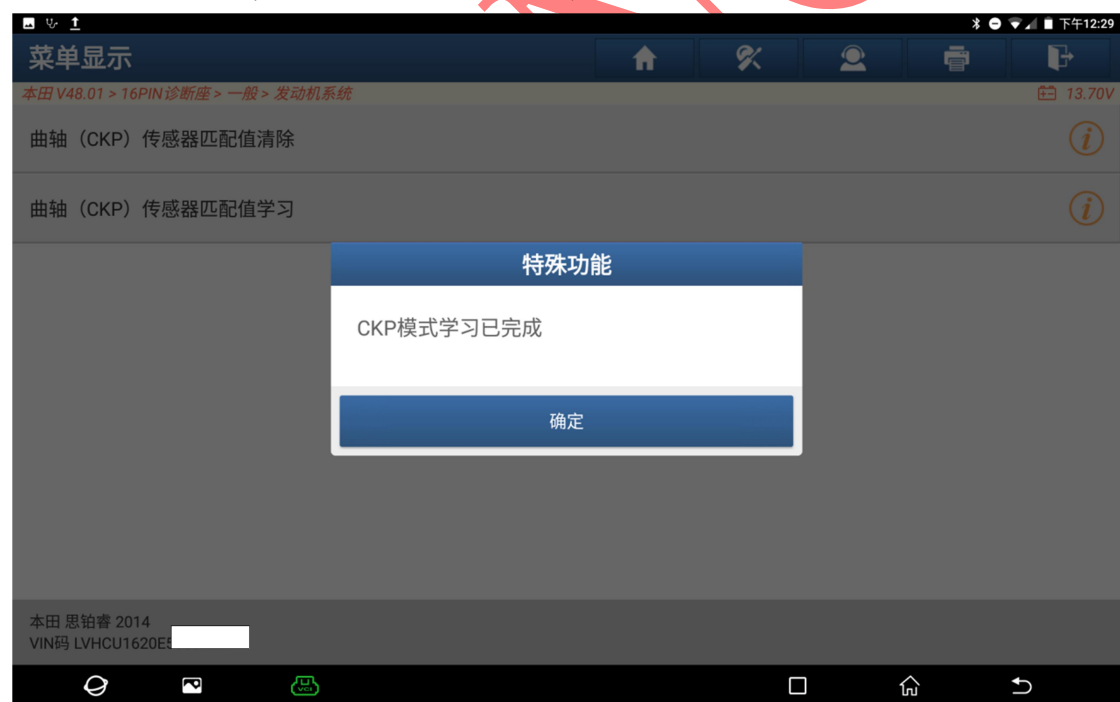 下午12:29
菜单显示
本田 V48.01 > 16PIN诊断座 > 一般 > 发动机系统
13.70V
曲轴（CKP）传感器匹配值清除
曲轴（CKP）传感器匹配值学习
特殊功能
CKP模式学习已完成
确定
本田 思铂睿 2014
VIN码 LVHCU1620E5
VCI